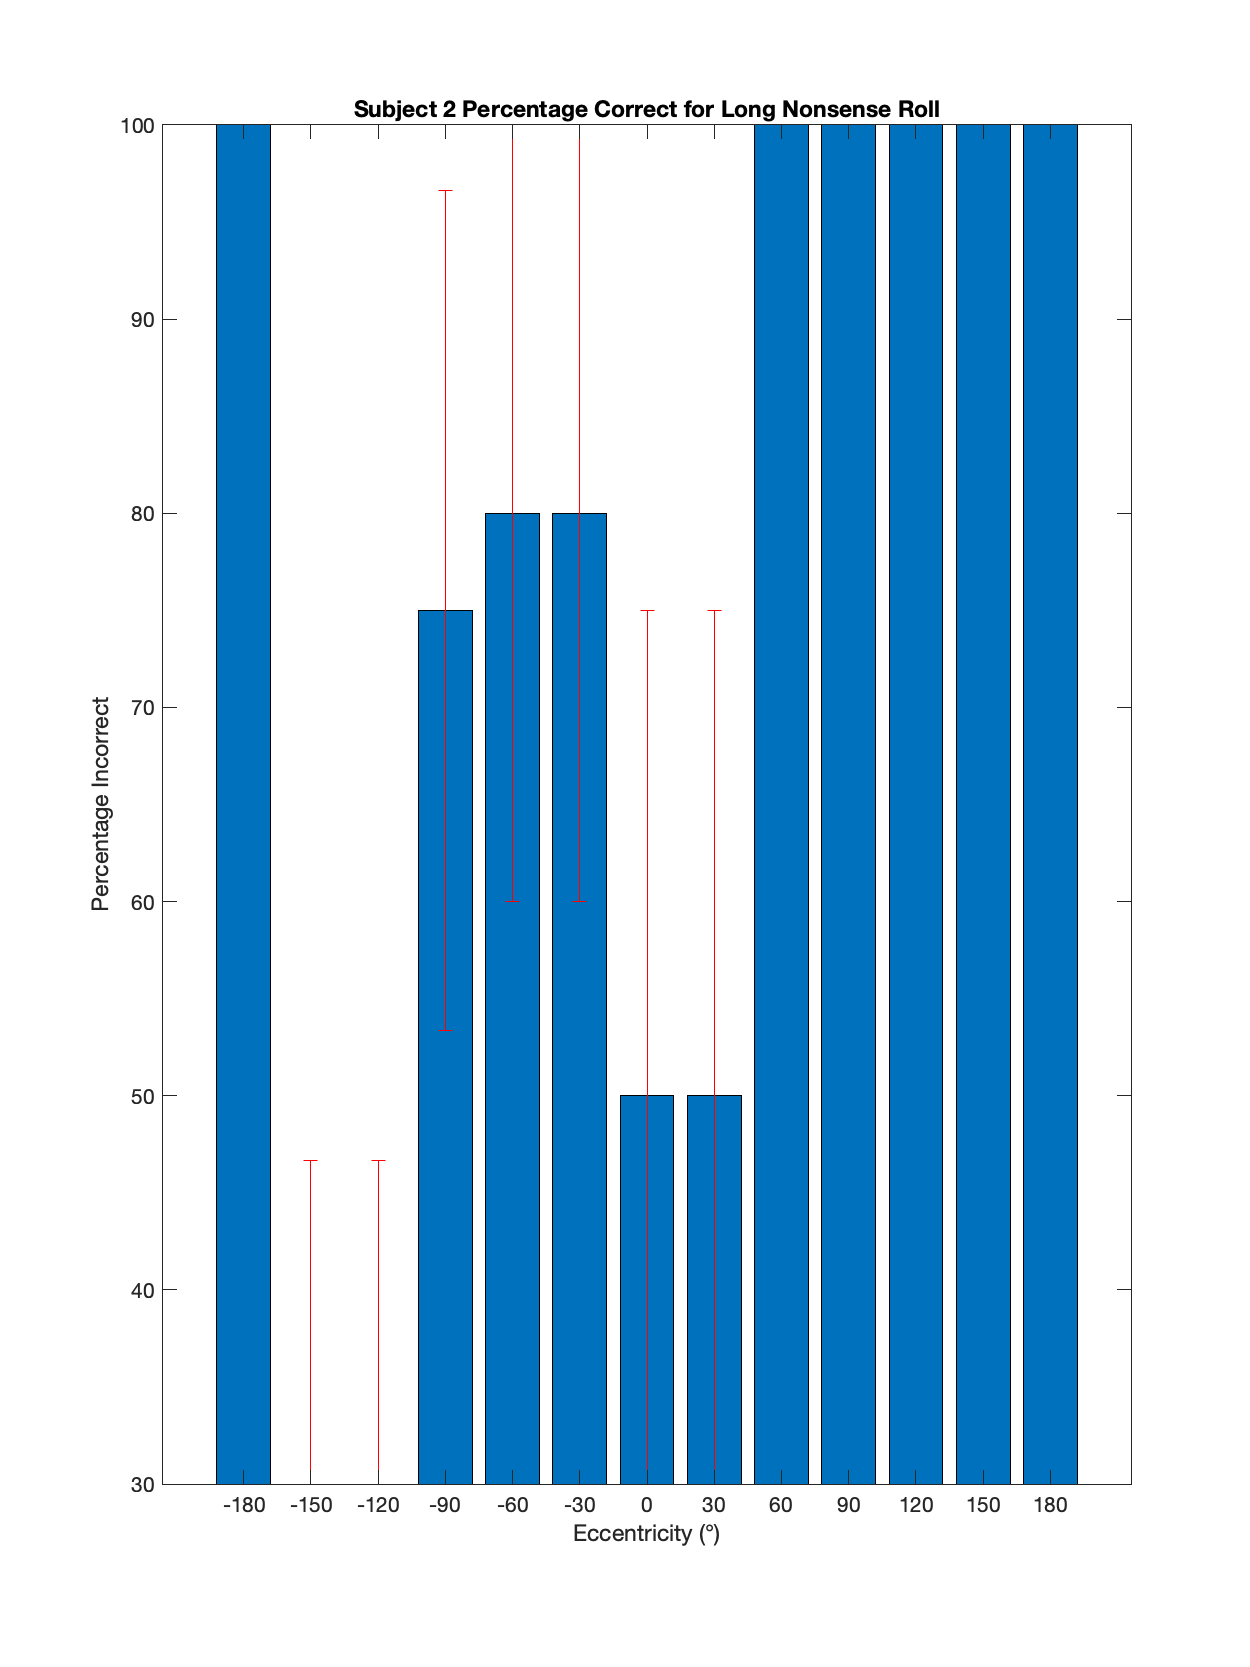 Subject 2 Percentage Correct for Long Nonsense Roll
100
90
80
70
60
50
40
30
Percentage Incorrect
-180 -150 -120 -90 -60 -30 0 30 60 90 120 150 180
Eccentricity (°)